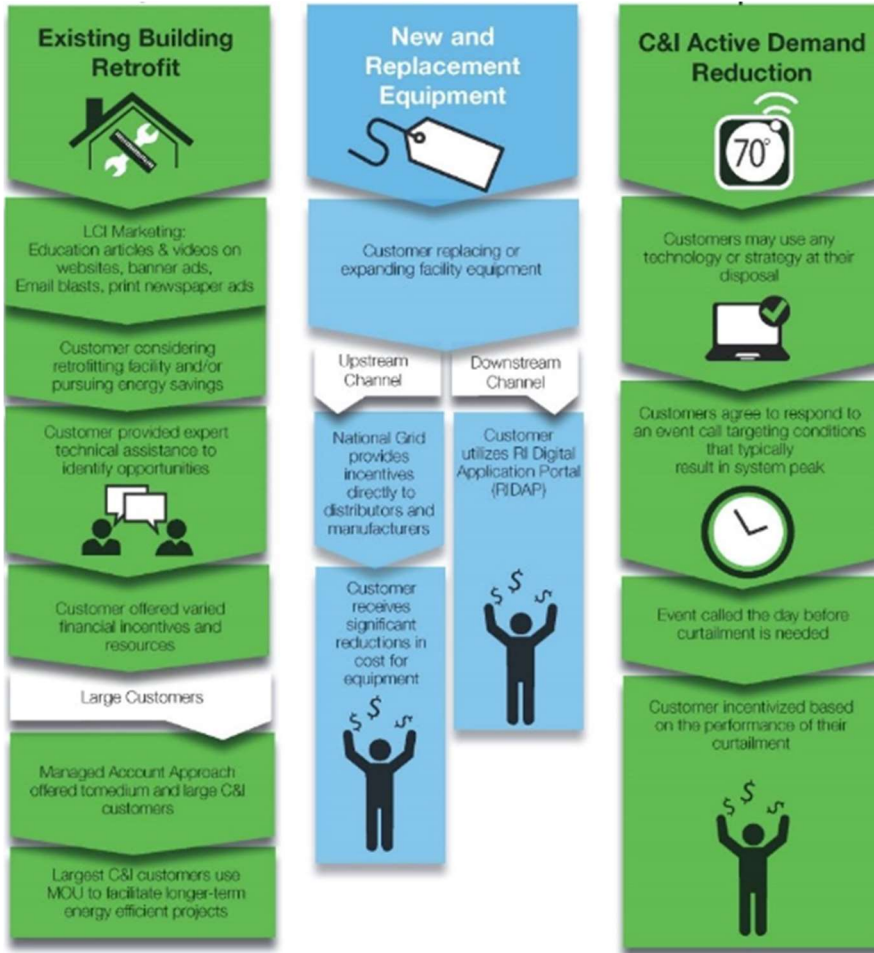 Existing Building
Retrofit
LCI Marketing:
Education articles & videos on
websites, banner ads,
Email blasts, print newspaper ads
Customer considering
retrofitting facility and/or
pursuing energy savings
Customer provided expert
technical assistance to
identify opportunities
Customer offered varied
financial incentives and
resources
Large Customers
Managed Account Approach
offered tomedium and large C&I
customers
Largest C&I customers use
MOU to facilitate longer-term
energy efficient projects
New and
Replacement
Equipment
Customer replacing or
expanding facility equipment
Upstream
Channel
National Grid
provides
incentives
directly to
distributors and
manufacturers
Customer
receives
significant
reductions in
cost for
equipment
$ $ $
Downstream
Channel
Customer
utilizes RI Digital
Application Portal
(RIDAP)
$ $ $
C&I Active Demand
Reduction
70°
Customers may use any
technology or strategy at their
disposal
Customers agree to respond to
an event call targeting conditions
that typically
result in system peak
Event called the day before
curtailment is needed
Customer incentivized based
on the performance of their
curtailment
$ $ $